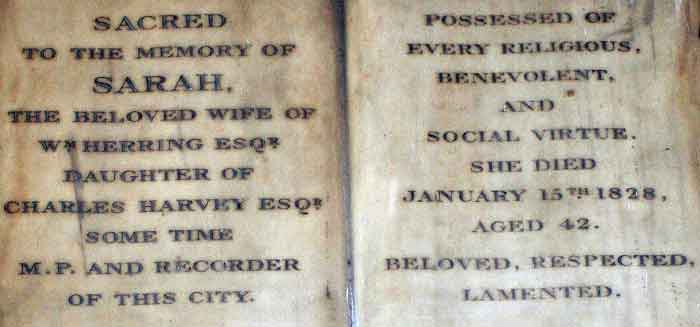 SACRED
TO THE MEMORY OF
SARAH,
THE BELOVED WIFE OF
Wᴹ HERRING ESQᴿ
DAUGHTER OF
CHARLES HARVEY ESQᴿ
SOME TIME
M.P. AND RECORDER
OF THIS CITY.
POSSESSED OF
EVERY RELIGIOUS,
BENEVOLENT,
AND
SOCIAL VIRTUE.
SHE DIED
JANUARY 15TH 1828,
AGED 42.
BELOVED, RESPECTED,
LAMENTED.